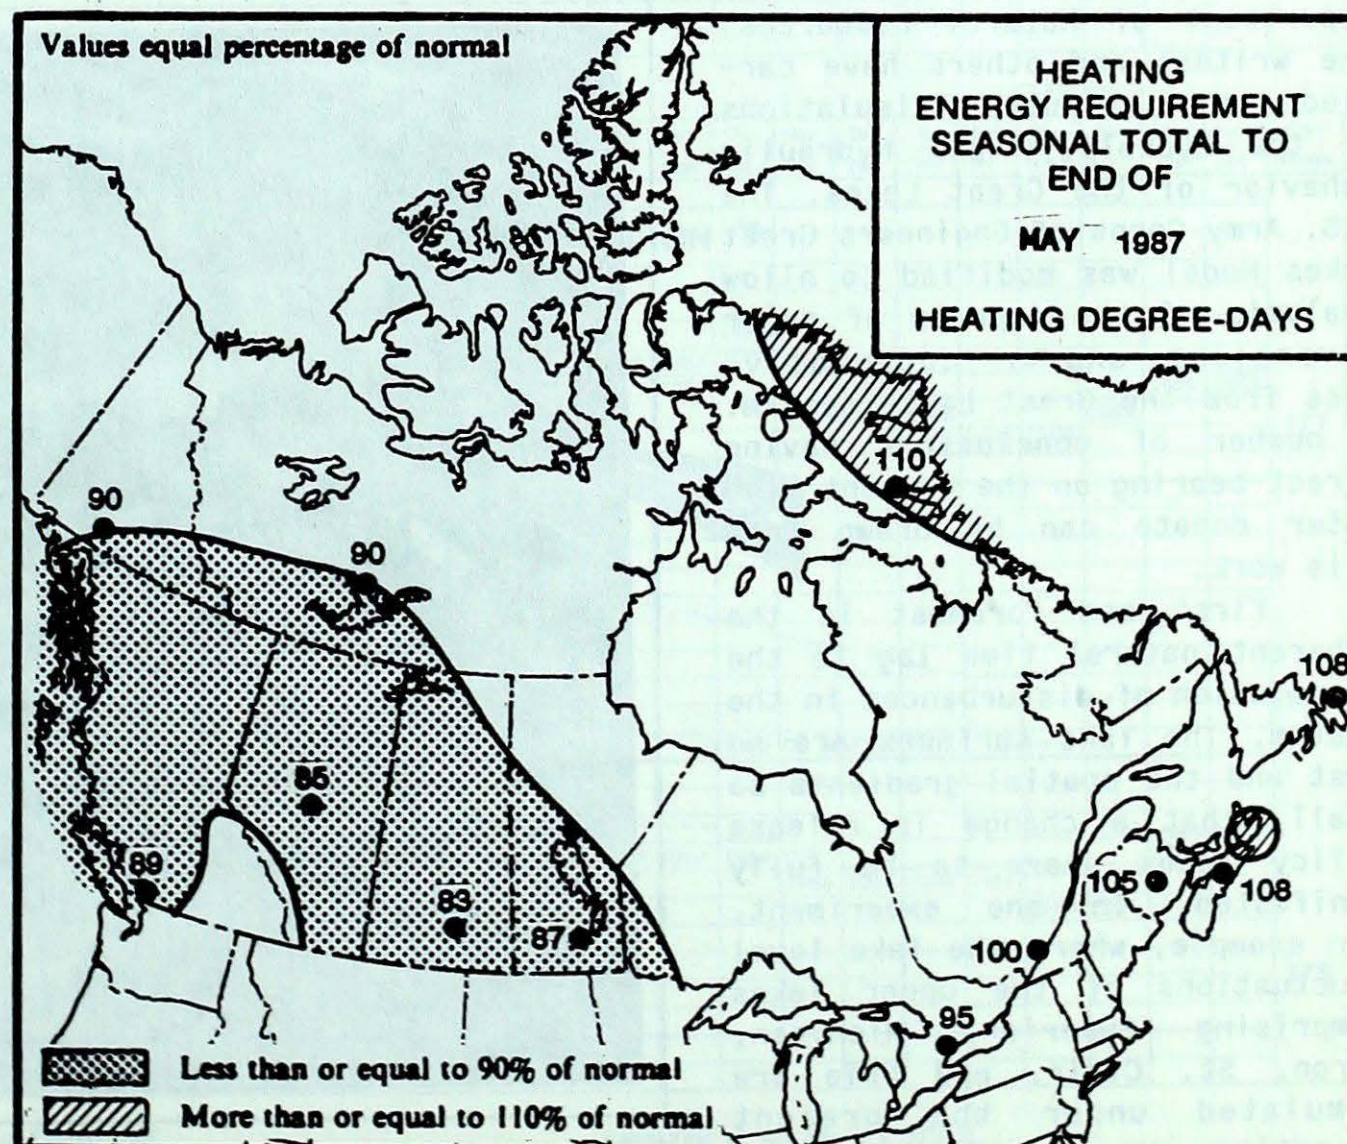 Values equal percentage of normal
HEATING
ENERGY REQUIREMENT
SEASONAL TOTAL TO
END OF
MAY 1987
HEATING DEGREE-DAYS
110
90
90
108
85
89
83
87
105
108
100
95
Less than or equal to 90% of normal
More than or equal to 110% of normal